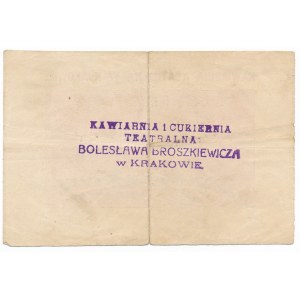 KAWIARNIA I CUKIERNIA
TEATRALNA
BOLESŁAWA BROSZKIEWICZA
W KRAKOWIE